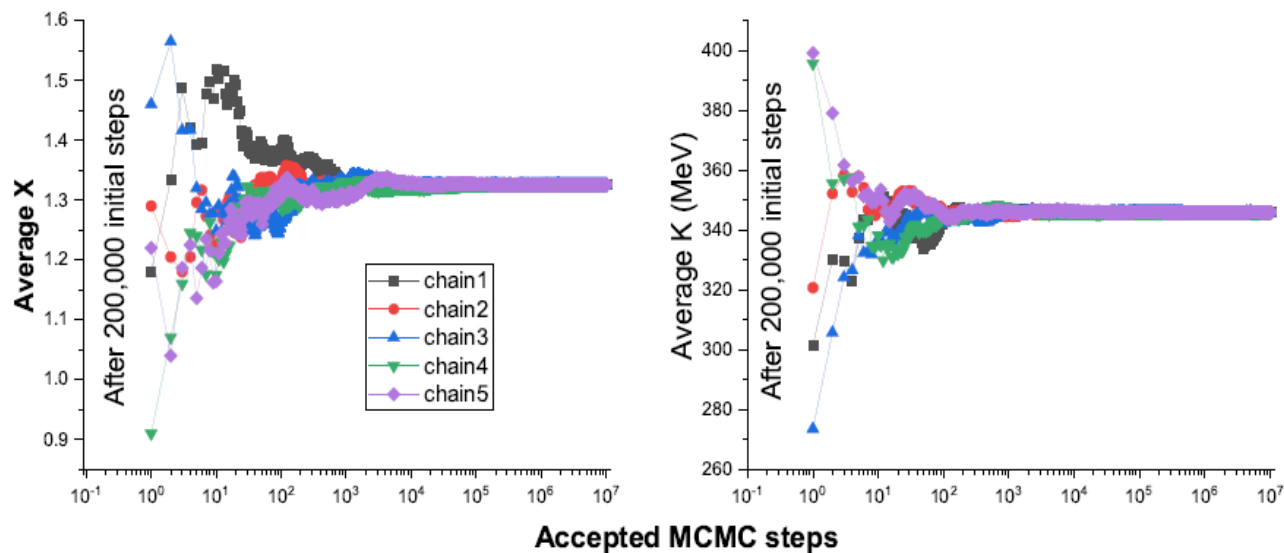 1.6
1.5
1.4
1.3
1.2
1.1
1.0
0.9
Average X
After 200,000 initial steps
chain1
chain2
chain3
chain4
chain5
10⁻¹ 10⁰ 10¹ 10² 10³ 10⁴ 10⁵ 10⁶ 10⁷
400
380
360
340
320
300
280
260
Average K (MeV)
After 200,000 initial steps
10⁻¹ 10⁰ 10¹ 10² 10³ 10⁴ 10⁵ 10⁶ 10⁷
Accepted MCMC steps